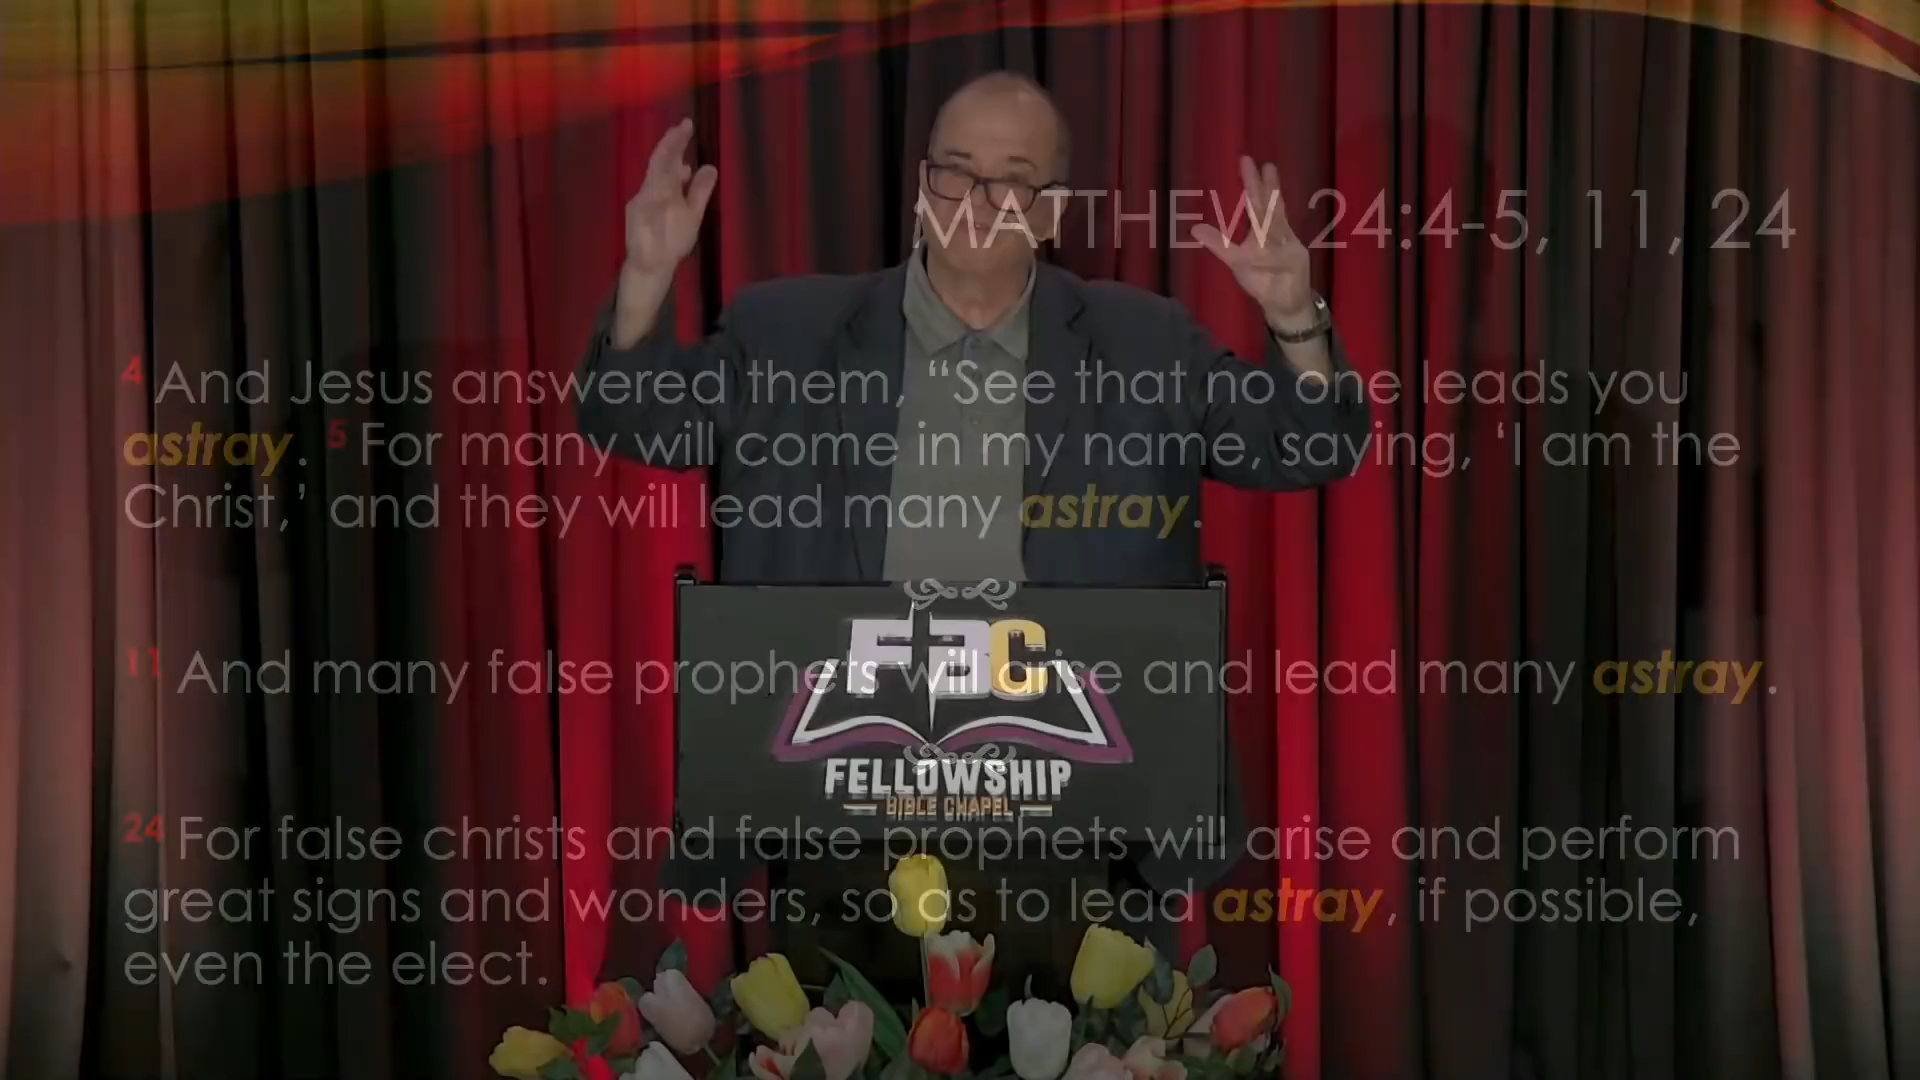 MATTHEW 24:4-5, 11, 24
4 And Jesus answered them, “See that no one leads you
astray. 5 For many will come in my name, saying, ‘I am the
Christ,’ and they will lead many astray.
11 And many false prophets will arise and lead many astray.
24 For false christs and false prophets will arise and perform
great signs and wonders, so as to lead astray, if possible,
even the elect.
FBC
FELLOWSHIP
BIBLE CHAPEL